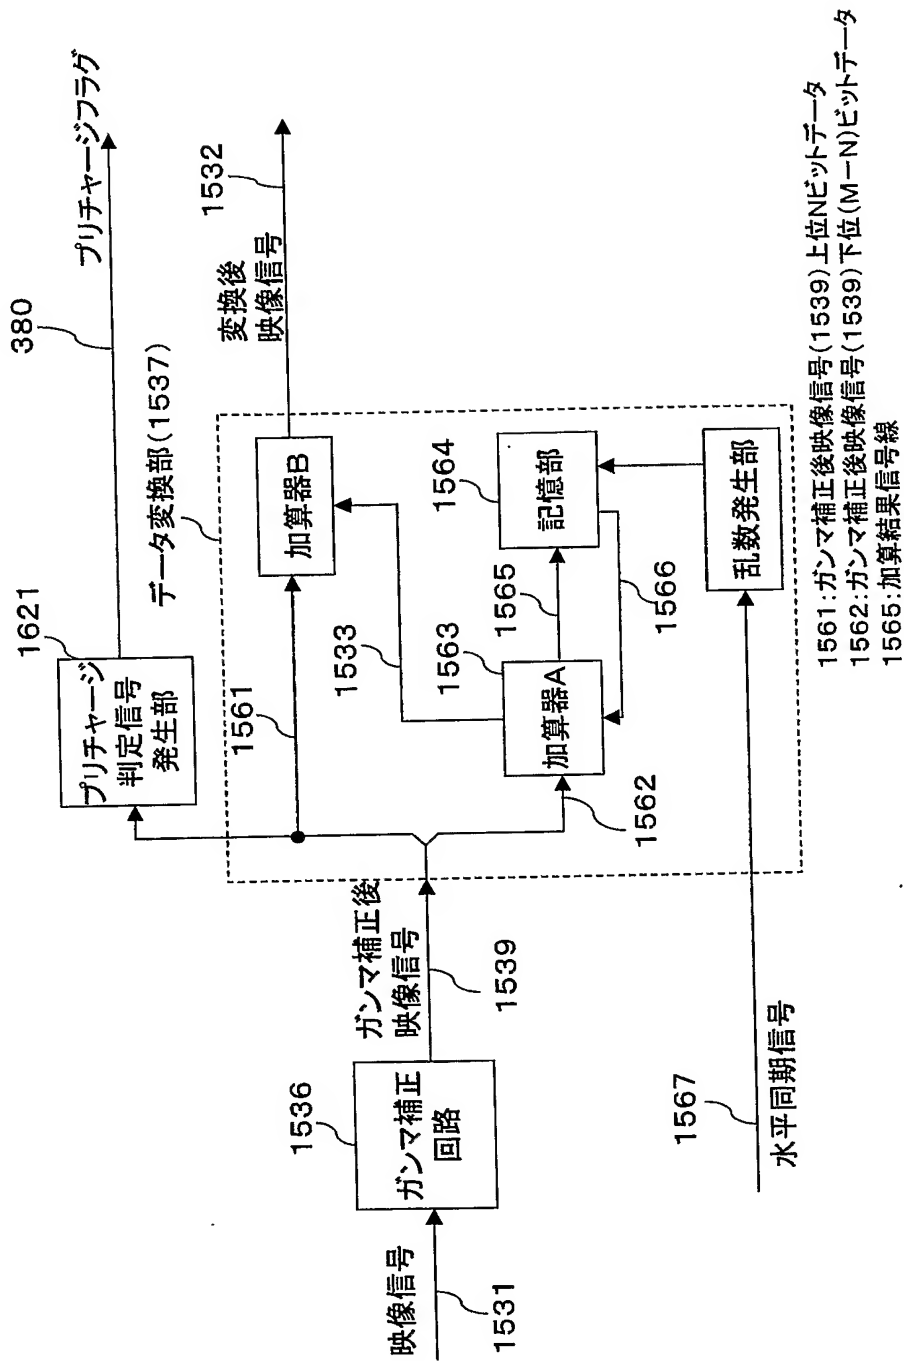 映像信号
1531
1536
ガンマ補正
回路
ガンマ補正後
映像信号
1539
1621
プリチャージ
判定信号
発生部
380
プリチャージフラグ
データ変換部(1537)
1561
加算器B
変換後
映像信号
1532
1533
1562
1563
加算器A
1565
1564
記憶部
1566
乱数発生部
1567
水平同期信号
1561:ガンマ補正後映像信号(1539)上位Nビットデータ
1562:ガンマ補正後映像信号(1539)下位(M-N)ビットデータ
1565:加算結果信号線